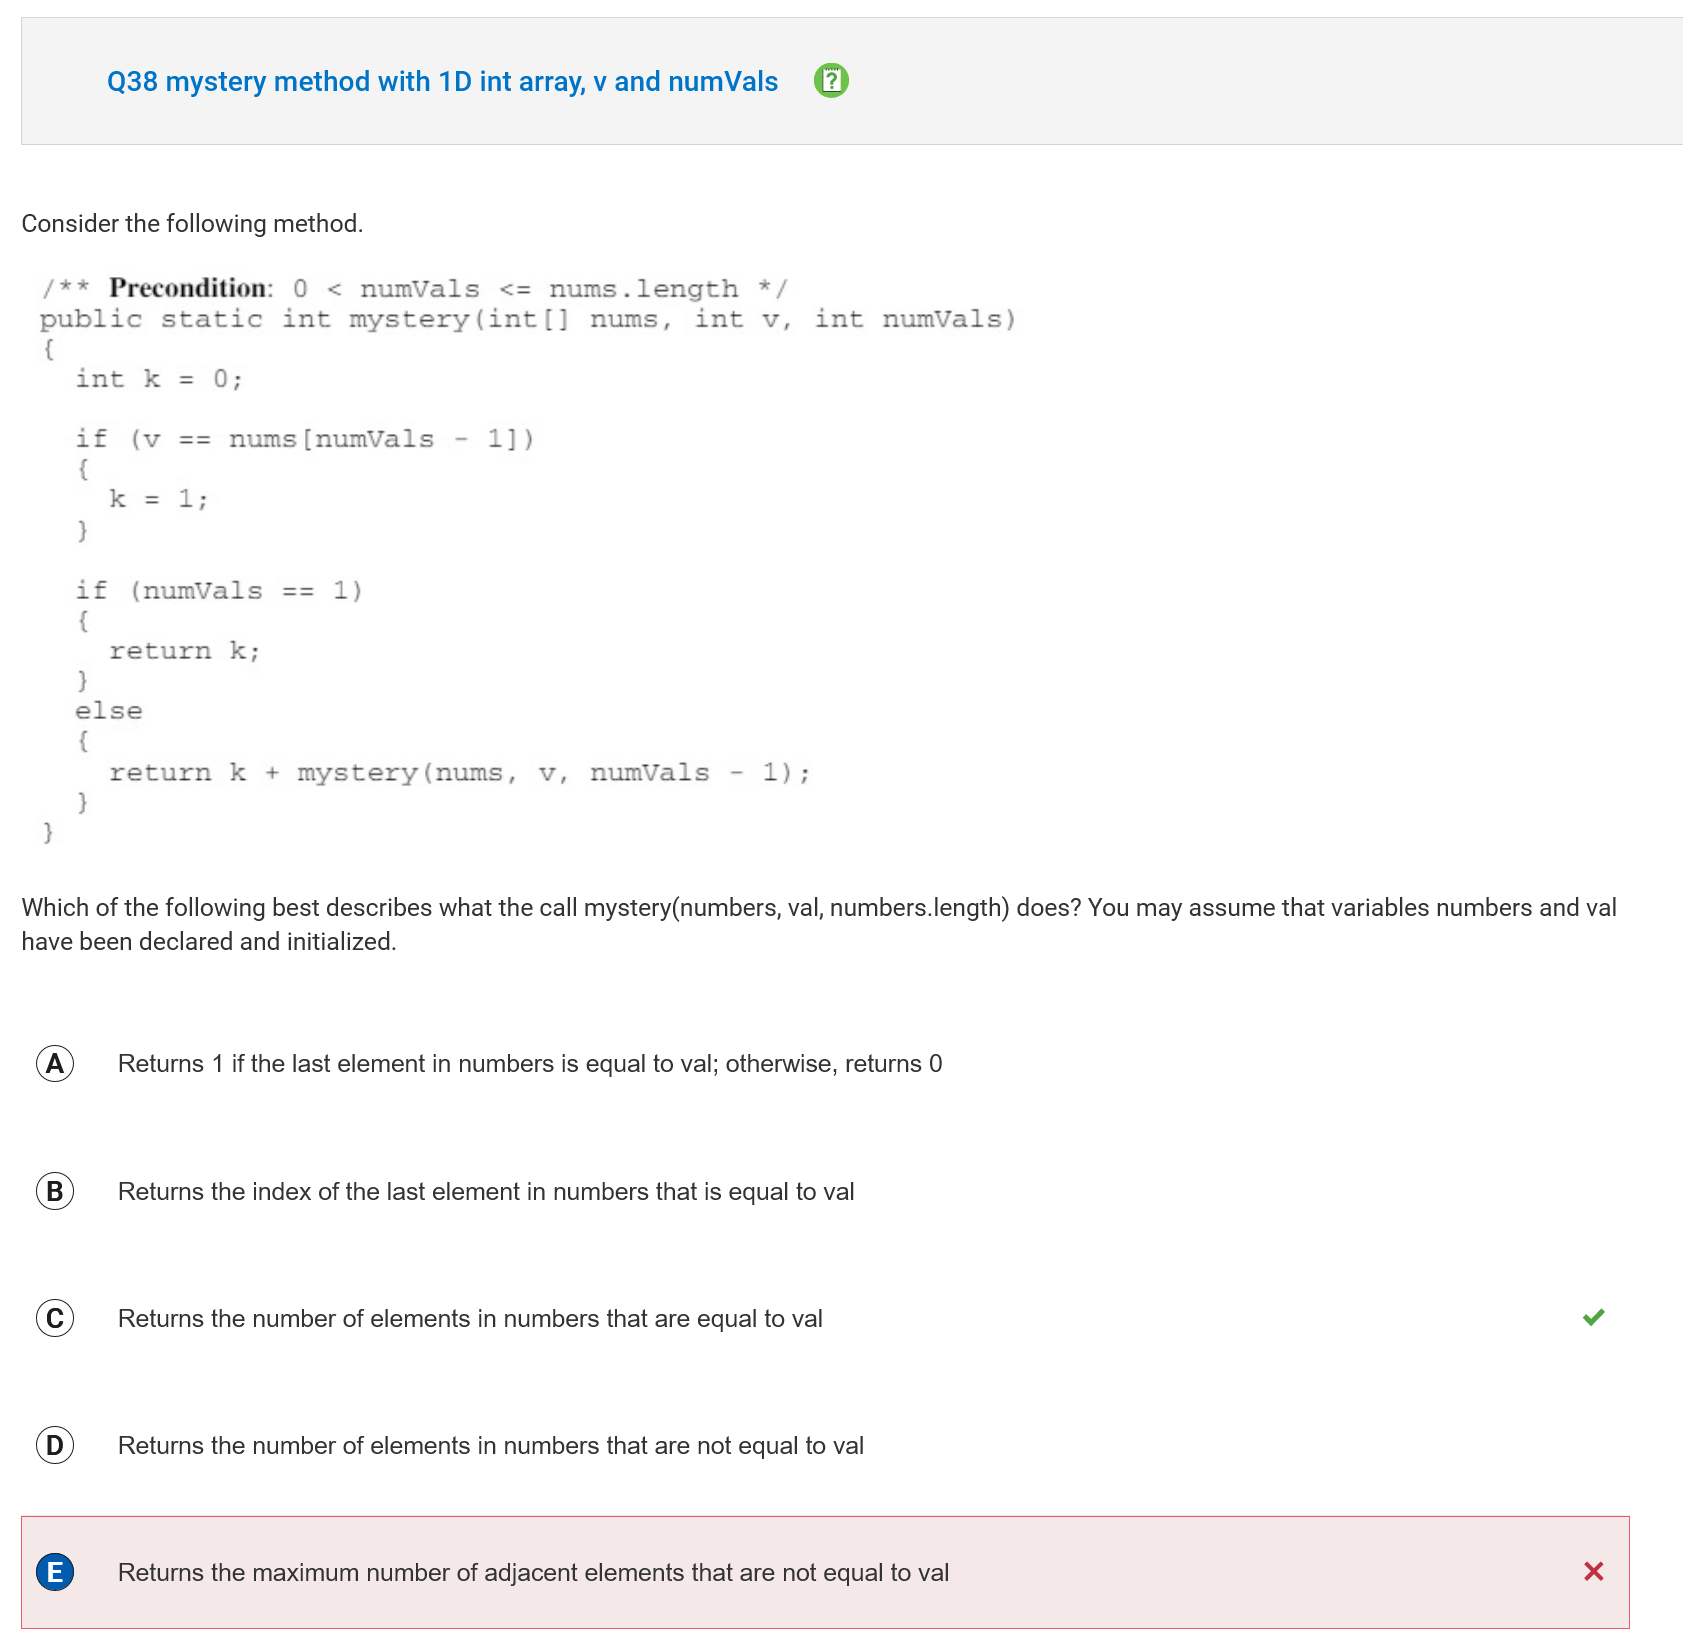 Q38 mystery method with 1D int array, v and numVals
Consider the following method.
/** Precondition: 0 < numVals <= nums.length */
public static int mystery(int[] nums, int v, int numVals)
{
int k = 0;
if (v == nums[numVals - 1])
{
k = 1;
}
if (numVals == 1)
{
return k;
}
else
{
return k + mystery(nums, v, numVals - 1);
}
}
Which of the following best describes what the call mystery(numbers, val, numbers.length) does? You may assume that variables numbers and val
have been declared and initialized.
A Returns 1 if the last element in numbers is equal to val; otherwise, returns 0
B Returns the index of the last element in numbers that is equal to val
C Returns the number of elements in numbers that are equal to val
D Returns the number of elements in numbers that are not equal to val
E Returns the maximum number of adjacent elements that are not equal to val